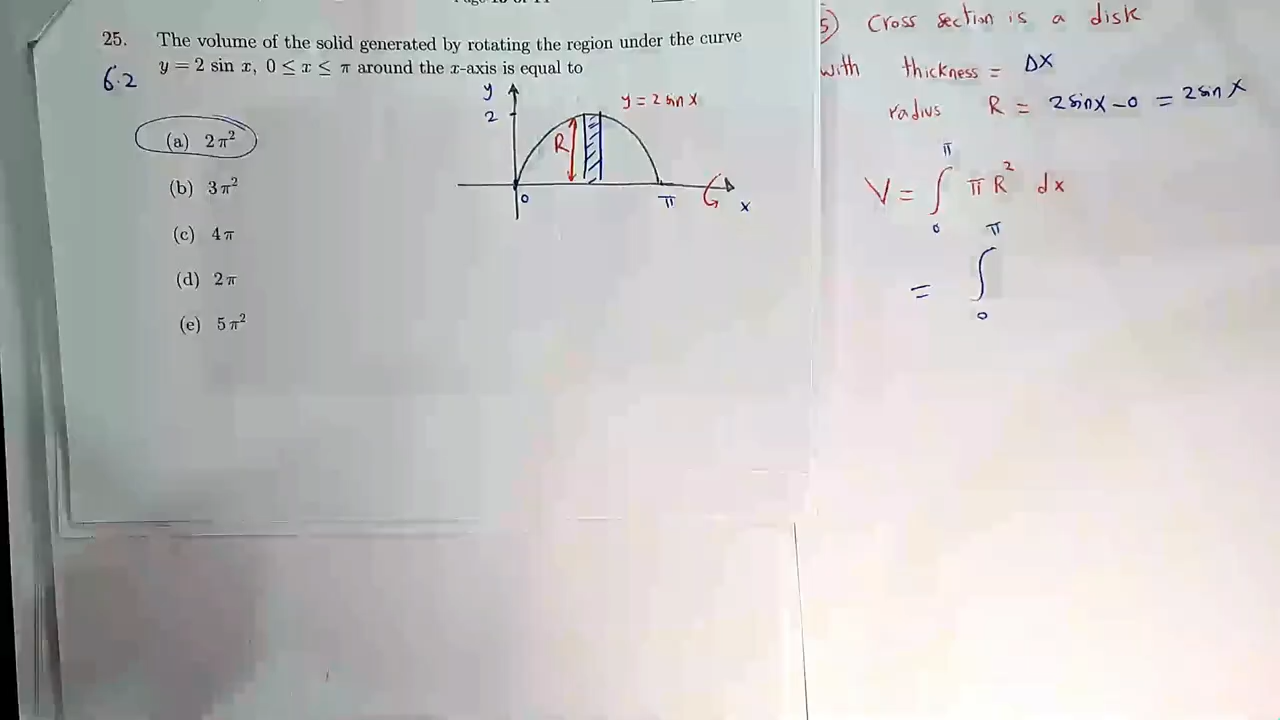 25. The volume of the solid generated by rotating the region under the curve
y = 2 sin x, 0 ≤ x ≤ π around the x-axis is equal to
6.2
(a) 2π²
(b) 3π²
(c) 4π
(d) 2π
(e) 5π²
y
2
y = 2 sin x
R
0
π
x
5) Cross section is a disk
with thickness = Δx
radius R = 2 sin x - 0 = 2 sin x
V = ∫₀^π π R² dx
= ∫₀^π